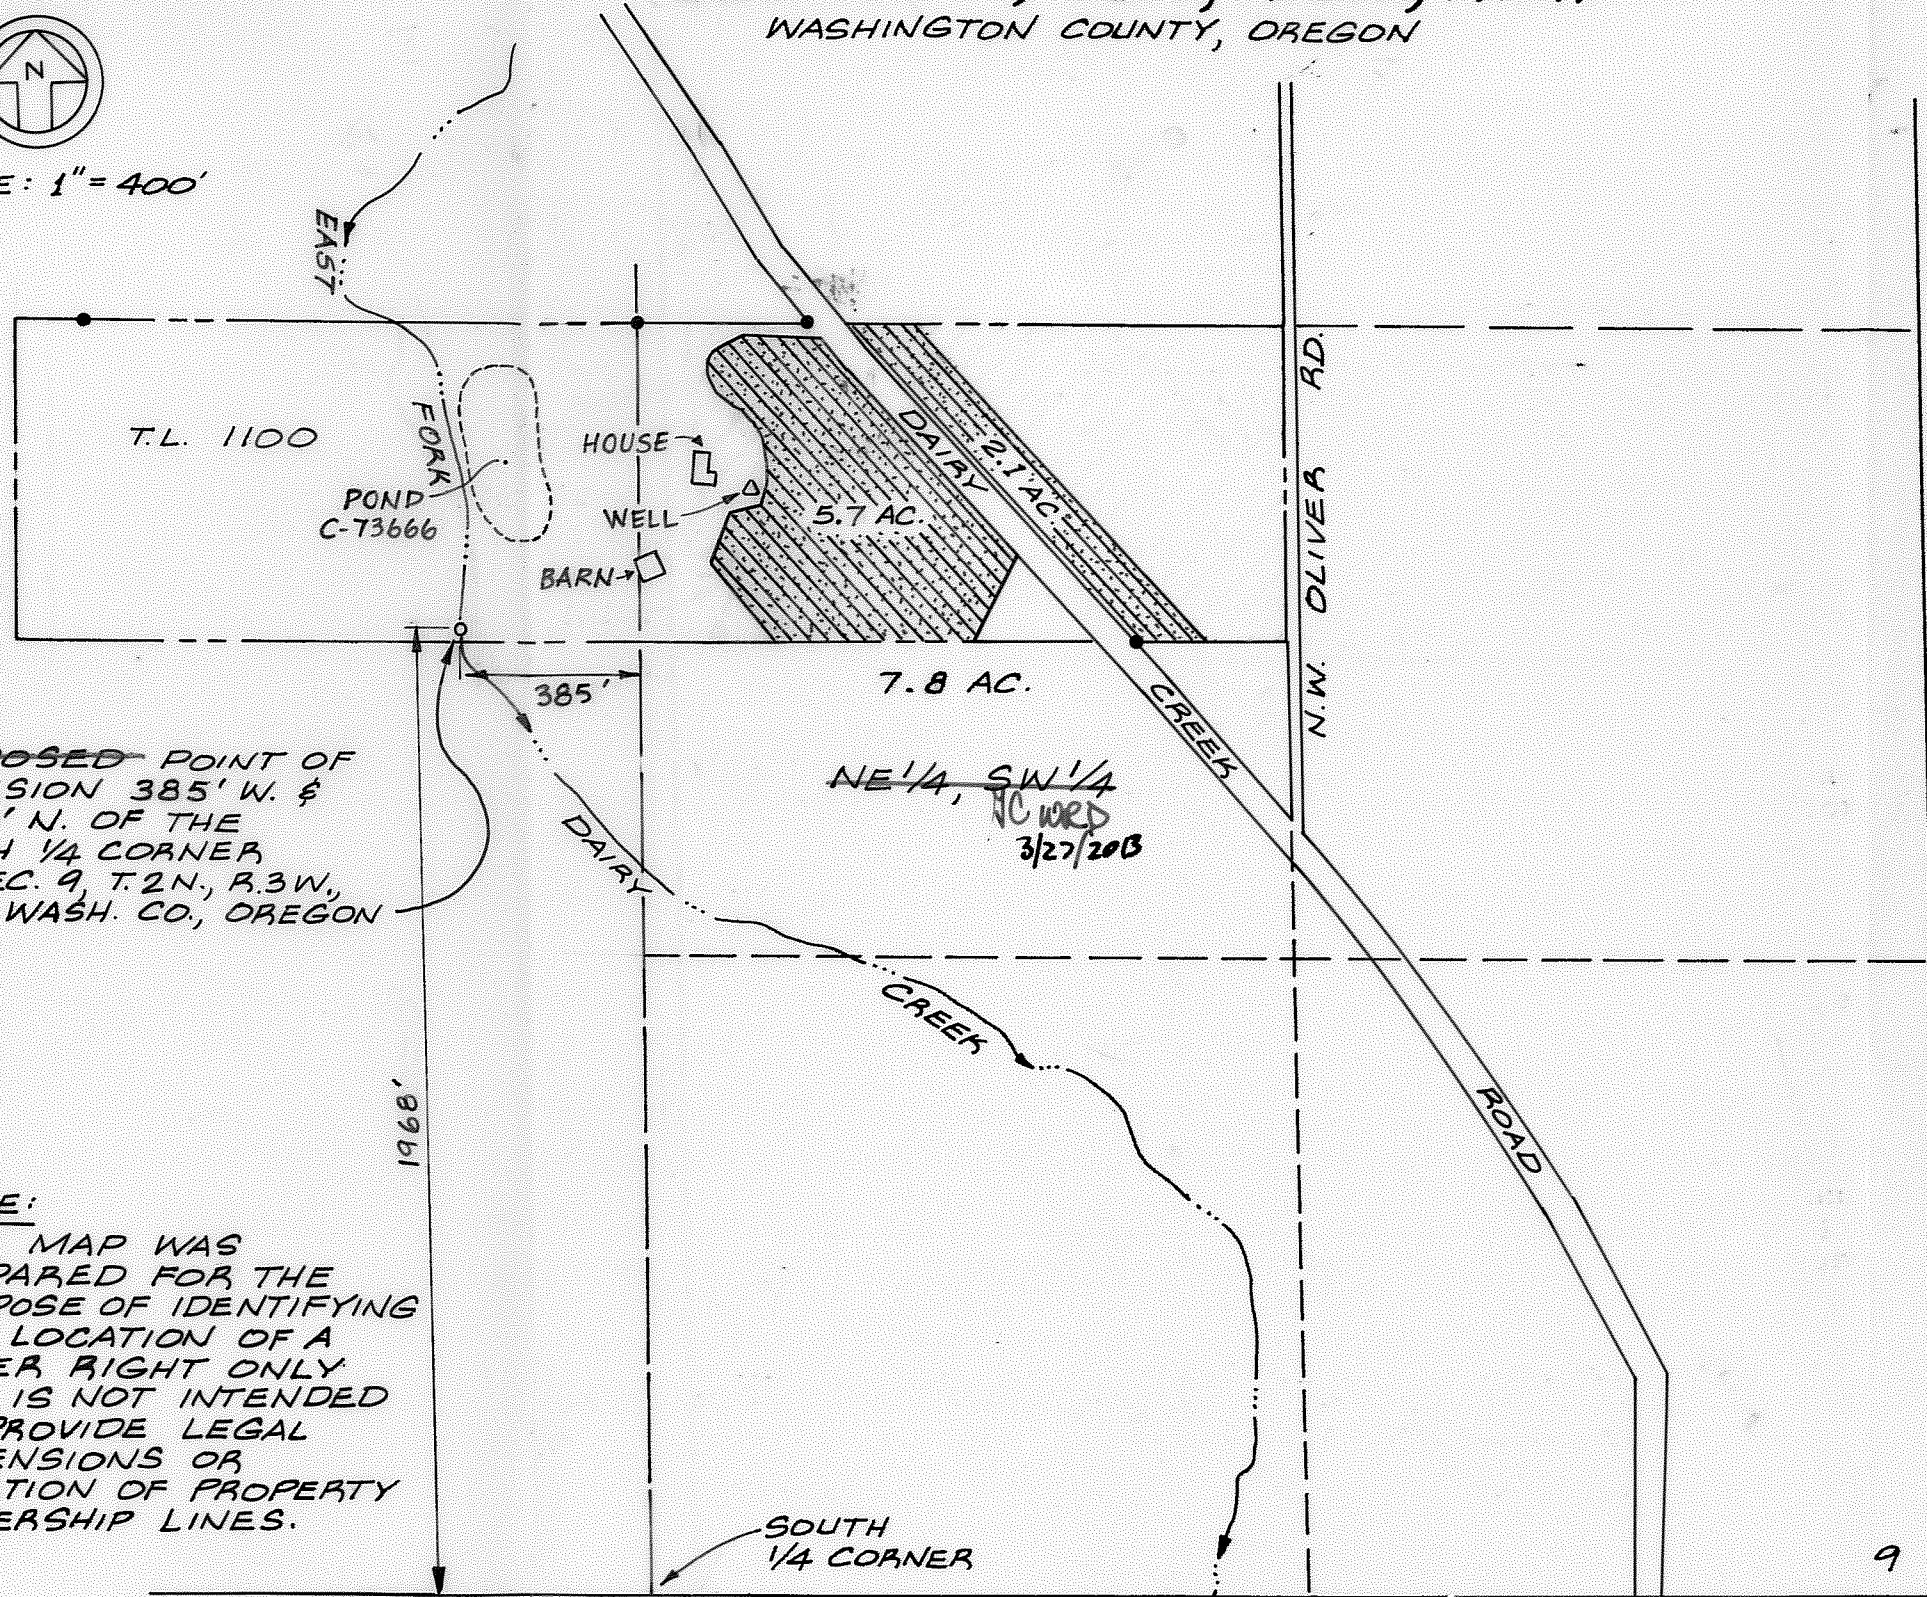 WASHINGTON COUNTY, OREGON
N
E: 1" = 400'
EAST
FORK
T.L. 1100
POND
C-73666
HOUSE
WELL
BARN
5.7 AC.
2.1 AC.
DAIRY
CREEK
ROAD
N.W. OLIVER RD.
385'
7.8 AC.
NE 1/4, SW 1/4
WRD
3/27/2013
OSED POINT OF
SION 385' W. &
' N. OF THE
H 1/4 CORNER
EC. 9, T.2N., R.3W.,
WASH. CO., OREGON
DAIRY
CREEK
1968'
E:
MAP WAS
PARED FOR THE
POSE OF IDENTIFYING
LOCATION OF A
ER RIGHT ONLY
IS NOT INTENDED
PROVIDE LEGAL
ENSIONS OR
TION OF PROPERTY
ERSHIP LINES.
SOUTH
1/4 CORNER
9